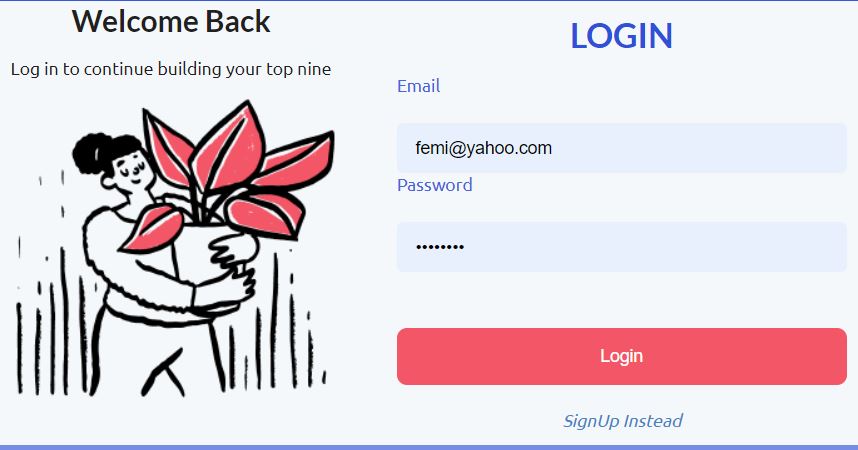 Welcome Back
Log in to continue building your top nine
LOGIN
Email
femi@yahoo.com
Password
••••••••
Login
SignUp Instead